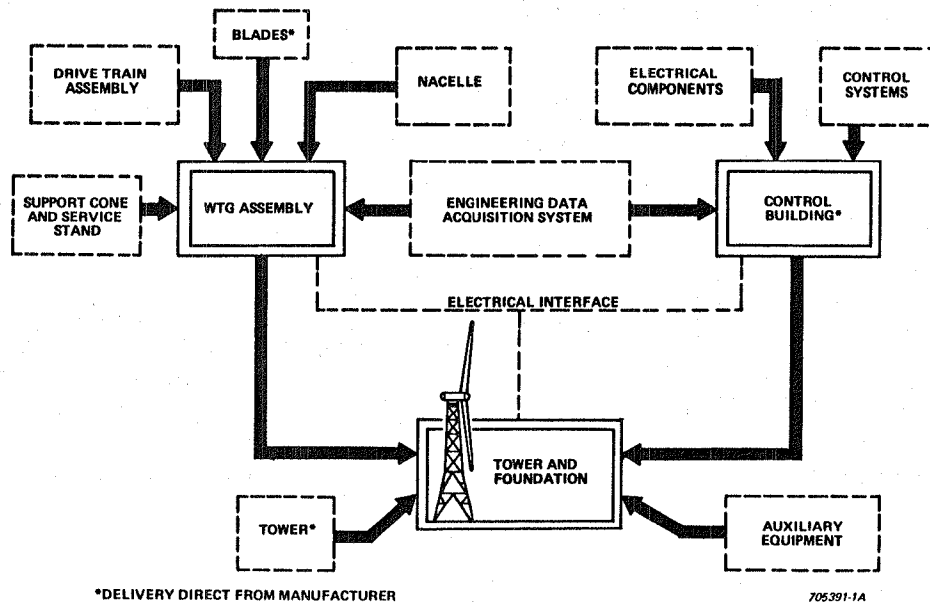 BLADES*
DRIVE TRAIN
ASSEMBLY
NACELLE
ELECTRICAL
COMPONENTS
CONTROL
SYSTEMS
SUPPORT CONE
AND SERVICE
STAND
WTG ASSEMBLY
ENGINEERING DATA
ACQUISITION SYSTEM
CONTROL
BUILDING*
ELECTRICAL INTERFACE
TOWER AND
FOUNDATION
TOWER*
AUXILIARY
EQUIPMENT
*DELIVERY DIRECT FROM MANUFACTURER
705391-1A